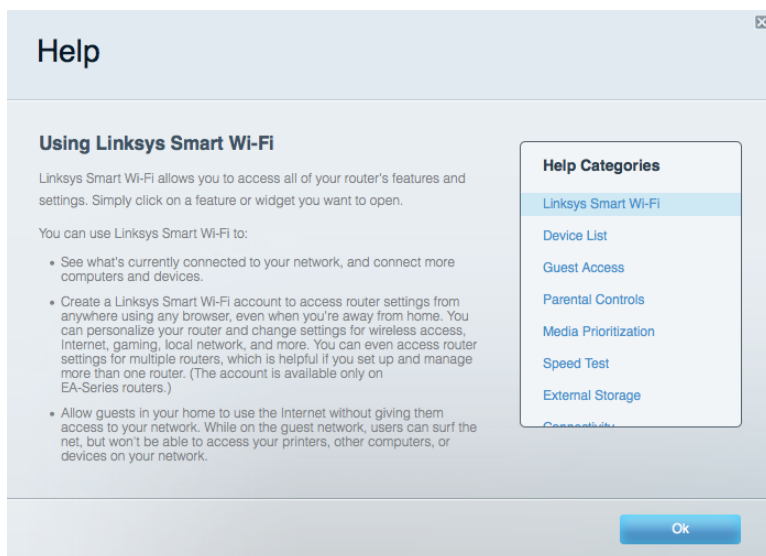 Help
Using Linksys Smart Wi-Fi
Linksys Smart Wi-Fi allows you to access all of your router's features and
settings. Simply click on a feature or widget you want to open.
You can use Linksys Smart Wi-Fi to:
• See what's currently connected to your network, and connect more
computers and devices.
• Create a Linksys Smart Wi-Fi account to access router settings from
anywhere using any browser, even when you're away from home. You
can personalize your router and change settings for wireless access,
Internet, gaming, local network, and more. You can even access router
settings for multiple routers, which is helpful if you set up and manage
more than one router. (The account is available only on
EA-Series routers.)
• Allow guests in your home to use the Internet without giving them
access to your network. While on the guest network, users can surf the
net, but won't be able to access your printers, other computers, or
devices on your network.
Help Categories
Linksys Smart Wi-Fi
Device List
Guest Access
Parental Controls
Media Prioritization
Speed Test
External Storage
Connectivity
Ok